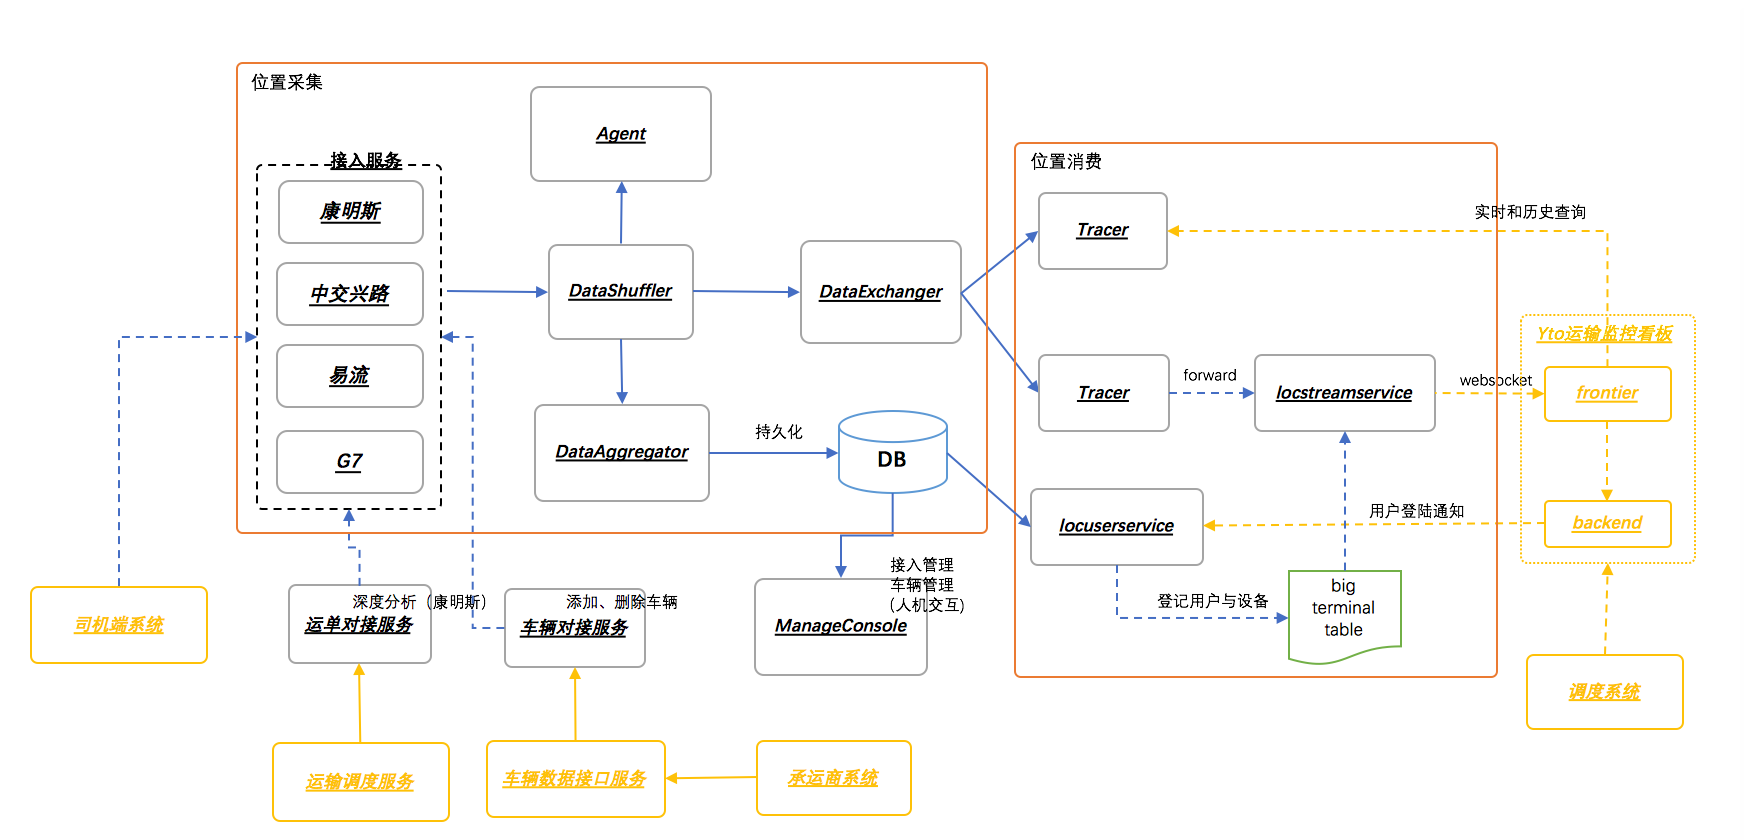 位置采集
Agent
接入服务
康明斯
中交兴路
易流
G7
DataShuffler
DataExchanger
DataAggregator
持久化
DB
位置消费
Tracer
实时和历史查询
Tracer
forward
locstreamservice
websocket
Yto运输监控看板
frontier
backend
用户登陆通知
locuserservice
登记用户与设备
big
terminal
table
接入管理
车辆管理
(人机交互)
ManageConsole
深度分析（康明斯）
运单对接服务
添加、删除车辆
车辆对接服务
司机端系统
运输调度服务
车辆数据接口服务
承运商系统
调度系统